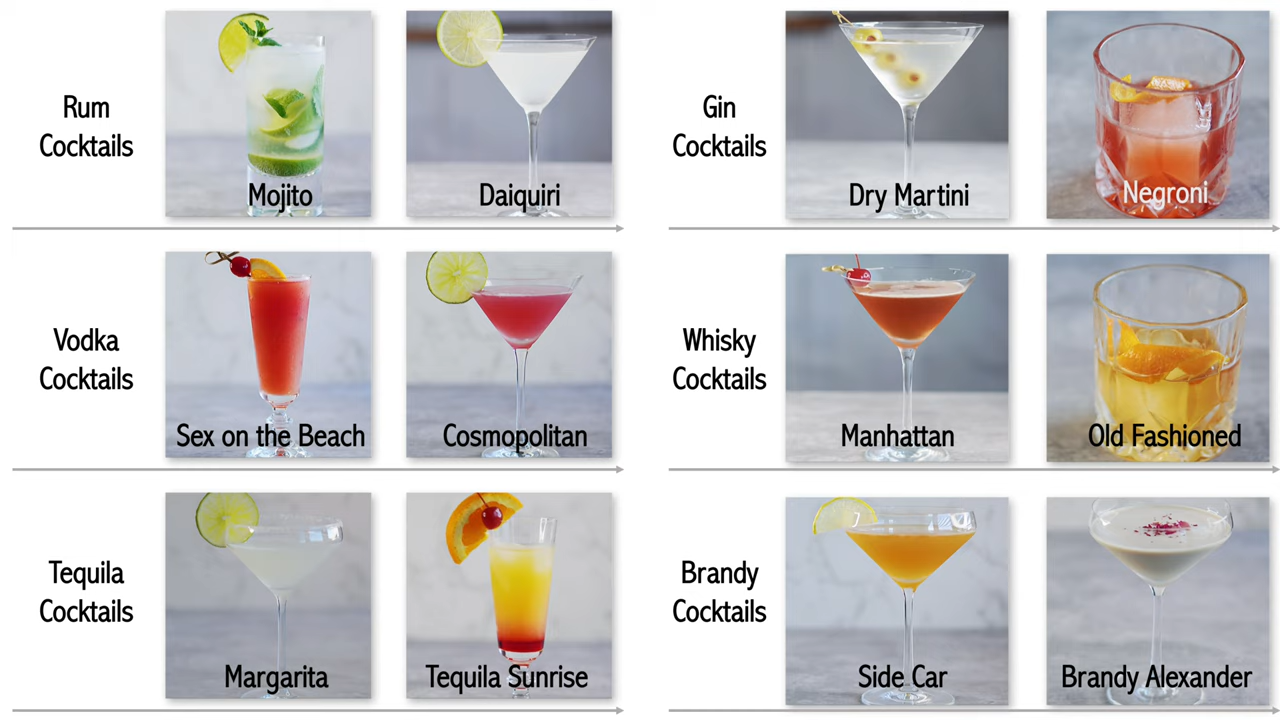 Rum
Cocktails
Mojito
Daiquiri
Gin
Cocktails
Dry Martini
Negroni
Vodka
Cocktails
Sex on the Beach
Cosmopolitan
Whisky
Cocktails
Manhattan
Old Fashioned
Tequila
Cocktails
Margarita
Tequila Sunrise
Brandy
Cocktails
Side Car
Brandy Alexander